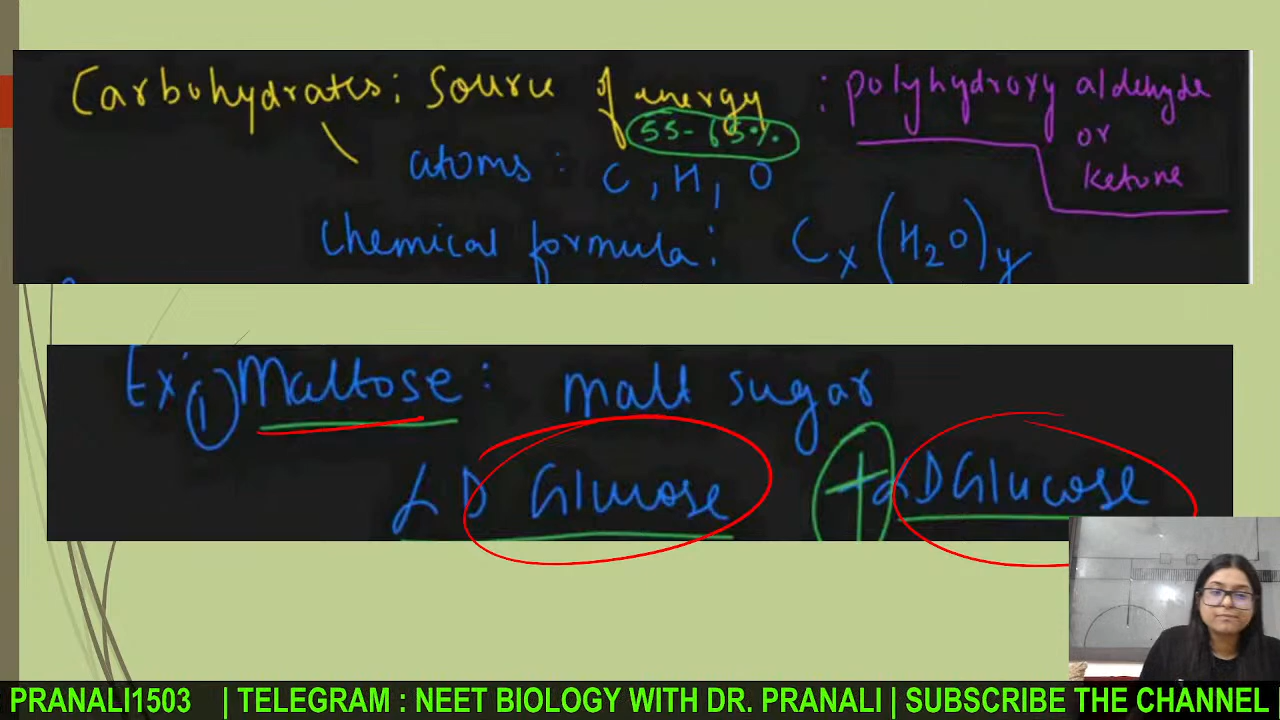 Carbohydrates: Source of energy : polyhydroxy aldehyde
55-65%
or
atoms : C, H, O
ketone
chemical formula: Cx(H2O)y
Ex: 1) Maltose : malt sugar
α D Glucose + α D Glucose
PRANALI1503 | TELEGRAM : NEET BIOLOGY WITH DR. PRANALI | SUBSCRIBE THE CHANNEL